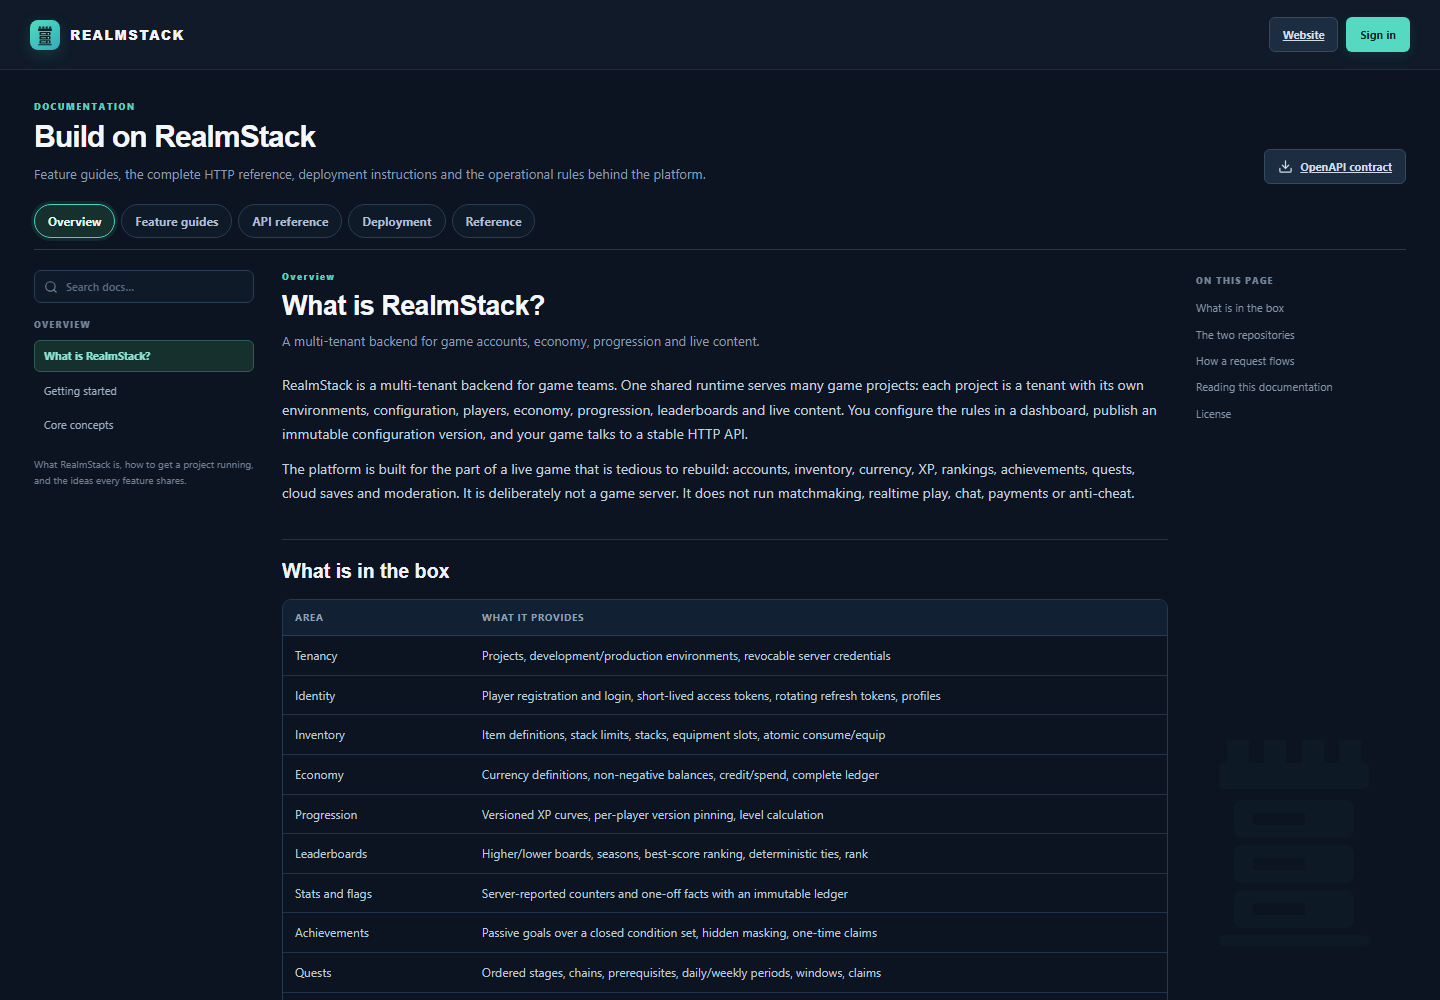 REALMSTACK
Website
Sign in
DOCUMENTATION
Build on RealmStack
Feature guides, the complete HTTP reference, deployment instructions and the operational rules behind the platform.
OpenAPI contract
Overview
Feature guides
API reference
Deployment
Reference
Search docs...
OVERVIEW
What is RealmStack?
Getting started
Core concepts
What RealmStack is, how to get a project running,
and the ideas every feature shares.
Overview
What is RealmStack?
A multi-tenant backend for game accounts, economy, progression and live content.
RealmStack is a multi-tenant backend for game teams. One shared runtime serves many game projects: each project is a tenant with its own
environments, configuration, players, economy, progression, leaderboards and live content. You configure the rules in a dashboard, publish an
immutable configuration version, and your game talks to a stable HTTP API.
The platform is built for the part of a live game that is tedious to rebuild: accounts, inventory, currency, XP, rankings, achievements, quests,
cloud saves and moderation. It is deliberately not a game server. It does not run matchmaking, realtime play, chat, payments or anti-cheat.
What is in the box
AREA WHAT IT PROVIDES
Tenancy Projects, development/production environments, revocable server credentials
Identity Player registration and login, short-lived access tokens, rotating refresh tokens, profiles
Inventory Item definitions, stack limits, stacks, equipment slots, atomic consume/equip
Economy Currency definitions, non-negative balances, credit/spend, complete ledger
Progression Versioned XP curves, per-player version pinning, level calculation
Leaderboards Higher/lower boards, seasons, best-score ranking, deterministic ties, rank
Stats and flags Server-reported counters and one-off facts with an immutable ledger
Achievements Passive goals over a closed condition set, hidden masking, one-time claims
Quests Ordered stages, chains, prerequisites, daily/weekly periods, windows, claims
ON THIS PAGE
What is in the box
The two repositories
How a request flows
Reading this documentation
License